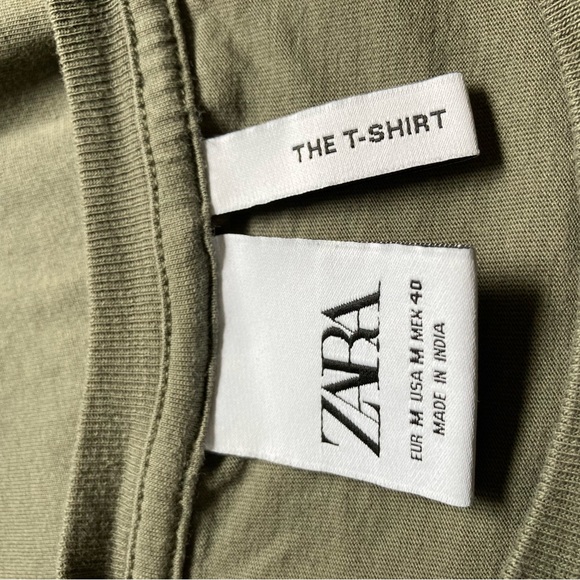 THE T-SHIRT
ZARA
EUR M USA M MEX 40
MADE IN INDIA